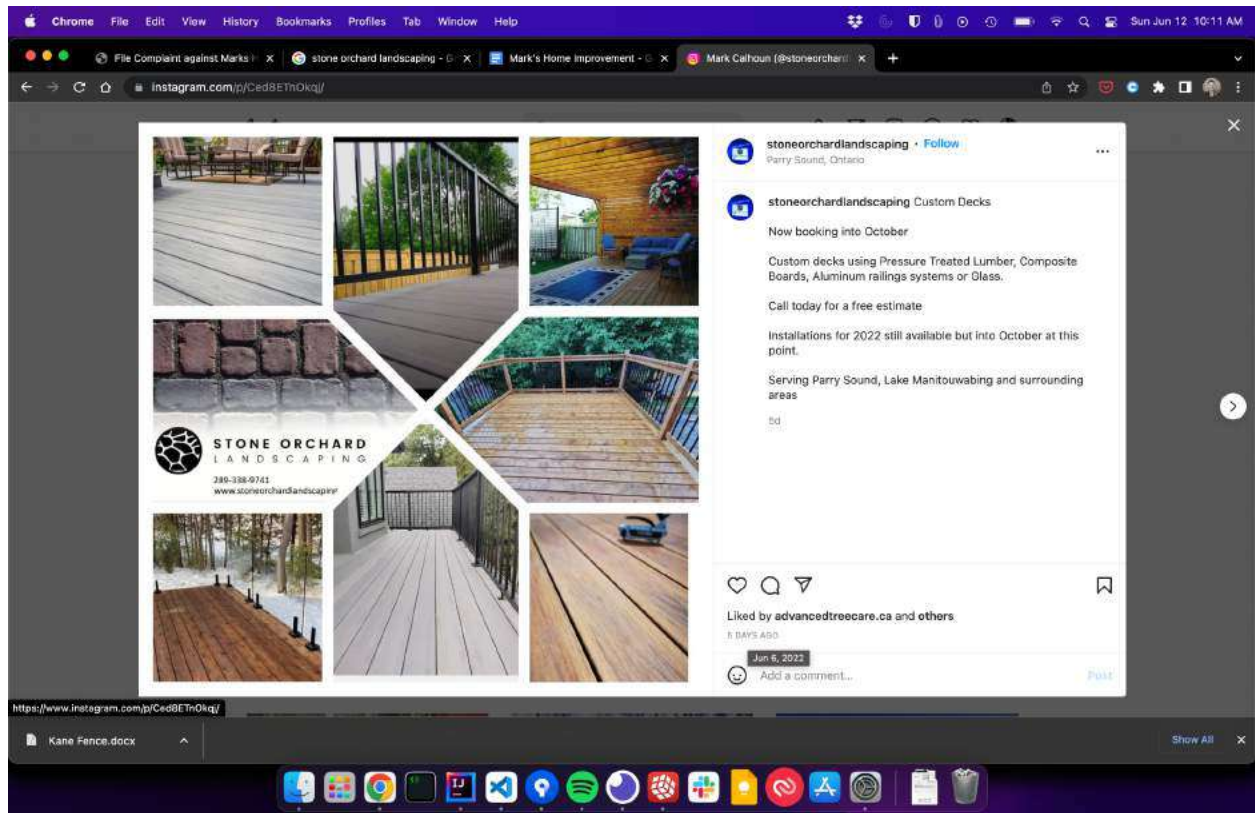 Chrome File Edit View History Bookmarks Profiles Tab Window Help
Sun Jun 12 10:11 AM
File Complaint against Marks
stone orchard landscaping - G
Mark's Home Improvement - G
Mark Calhoun (@stoneorchard
instagram.com/p/Ced8EThOkqj/
stoneorchardlandscaping • Follow
Parry Sound, Ontario
stoneorchardlandscaping Custom Decks
Now booking into October
Custom decks using Pressure Treated Lumber, Composite
Boards, Aluminum railings systems or Glass.
Call today for a free estimate
Installations for 2022 still available but into October at this
point.
Serving Parry Sound, Lake Manitouwabing and surrounding
areas
5d
STONE ORCHARD
LANDSCAPING
289-338-9741
www.stoneorchardlandscaping
Liked by advancedtreecare.ca and others
5 DAYS AGO
Jun 6, 2022
Add a comment...
Post
https://www.instagram.com/p/Ced8EThOkqj/
Kane Fence.docx
Show All